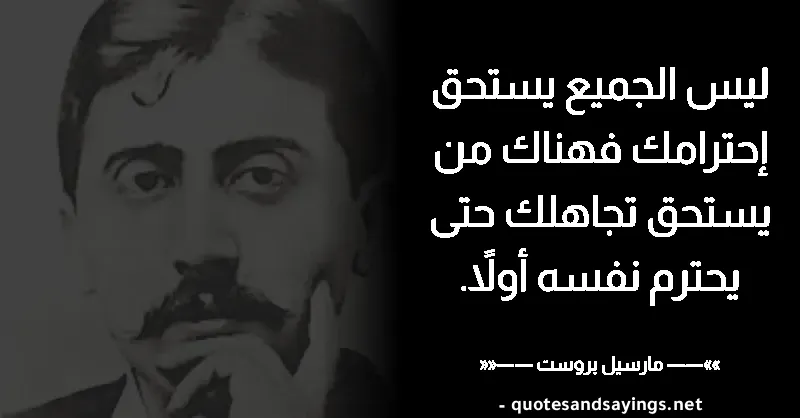 ليس الجميع يستحق
إحترامك فهناك من
يستحق تجاهلك حتى
يحترم نفسه أولًا.
»»—— مارسيل بروست ——««
- quotesandsayings.net